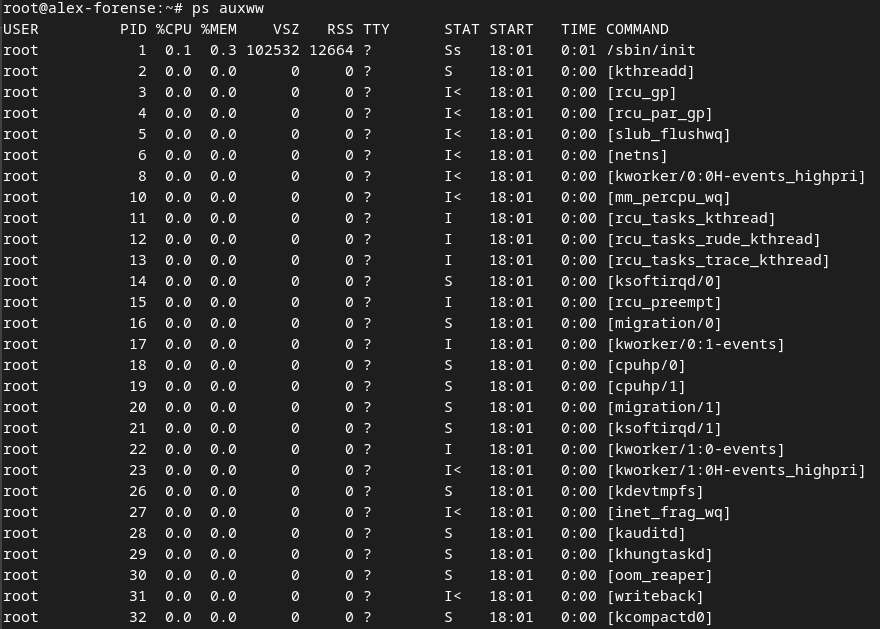 root@alex-forense:~# ps auxww
USER         PID %CPU %MEM    VSZ   RSS TTY      STAT START   TIME COMMAND
root           1  0.1  0.3 102532 12664 ?        Ss   18:01   0:01 /sbin/init
root           2  0.0  0.0      0     0 ?        S    18:01   0:00 [kthreadd]
root           3  0.0  0.0      0     0 ?        I<   18:01   0:00 [rcu_gp]
root           4  0.0  0.0      0     0 ?        I<   18:01   0:00 [rcu_par_gp]
root           5  0.0  0.0      0     0 ?        I<   18:01   0:00 [slub_flushwq]
root           6  0.0  0.0      0     0 ?        I<   18:01   0:00 [netns]
root           8  0.0  0.0      0     0 ?        I<   18:01   0:00 [kworker/0:0H-events_highpri]
root          10  0.0  0.0      0     0 ?        I<   18:01   0:00 [mm_percpu_wq]
root          11  0.0  0.0      0     0 ?        I    18:01   0:00 [rcu_tasks_kthread]
root          12  0.0  0.0      0     0 ?        I    18:01   0:00 [rcu_tasks_rude_kthread]
root          13  0.0  0.0      0     0 ?        I    18:01   0:00 [rcu_tasks_trace_kthread]
root          14  0.0  0.0      0     0 ?        S    18:01   0:00 [ksoftirqd/0]
root          15  0.0  0.0      0     0 ?        I    18:01   0:00 [rcu_preempt]
root          16  0.0  0.0      0     0 ?        S    18:01   0:00 [migration/0]
root          17  0.0  0.0      0     0 ?        I    18:01   0:00 [kworker/0:1-events]
root          18  0.0  0.0      0     0 ?        S    18:01   0:00 [cpuhp/0]
root          19  0.0  0.0      0     0 ?        S    18:01   0:00 [cpuhp/1]
root          20  0.0  0.0      0     0 ?        S    18:01   0:00 [migration/1]
root          21  0.0  0.0      0     0 ?        S    18:01   0:00 [ksoftirqd/1]
root          22  0.0  0.0      0     0 ?        I    18:01   0:00 [kworker/1:0-events]
root          23  0.0  0.0      0     0 ?        I<   18:01   0:00 [kworker/1:0H-events_highpri]
root          26  0.0  0.0      0     0 ?        S    18:01   0:00 [kdevtmpfs]
root          27  0.0  0.0      0     0 ?        I<   18:01   0:00 [inet_frag_wq]
root          28  0.0  0.0      0     0 ?        S    18:01   0:00 [kauditd]
root          29  0.0  0.0      0     0 ?        S    18:01   0:00 [khungtaskd]
root          30  0.0  0.0      0     0 ?        S    18:01   0:00 [oom_reaper]
root          31  0.0  0.0      0     0 ?        I<   18:01   0:00 [writeback]
root          32  0.0  0.0      0     0 ?        S    18:01   0:00 [kcompactd0]